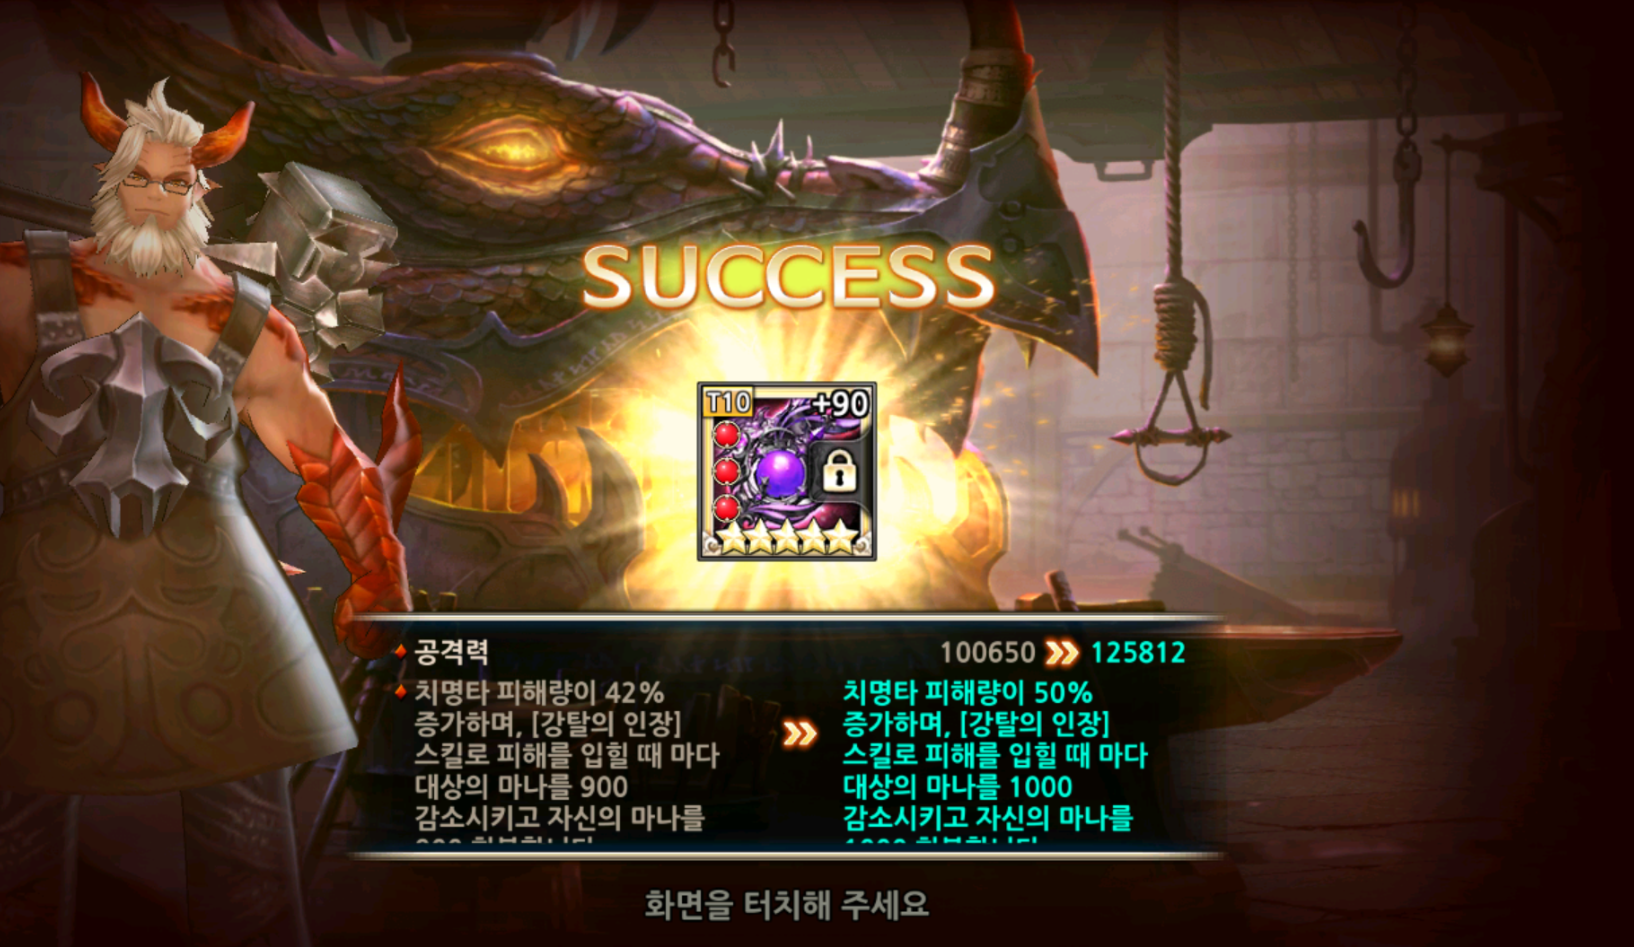 SUCCESS
T10 +90
공격력 100650 125812
치명타 피해량이 42%
증가하며, [강탈의 인장]
스킬로 피해를 입힐 때 마다
대상의 마나를 900
감소시키고 자신의 마나를
치명타 피해량이 50%
증가하며, [강탈의 인장]
스킬로 피해를 입힐 때 마다
대상의 마나를 1000
감소시키고 자신의 마나를
화면을 터치해 주세요